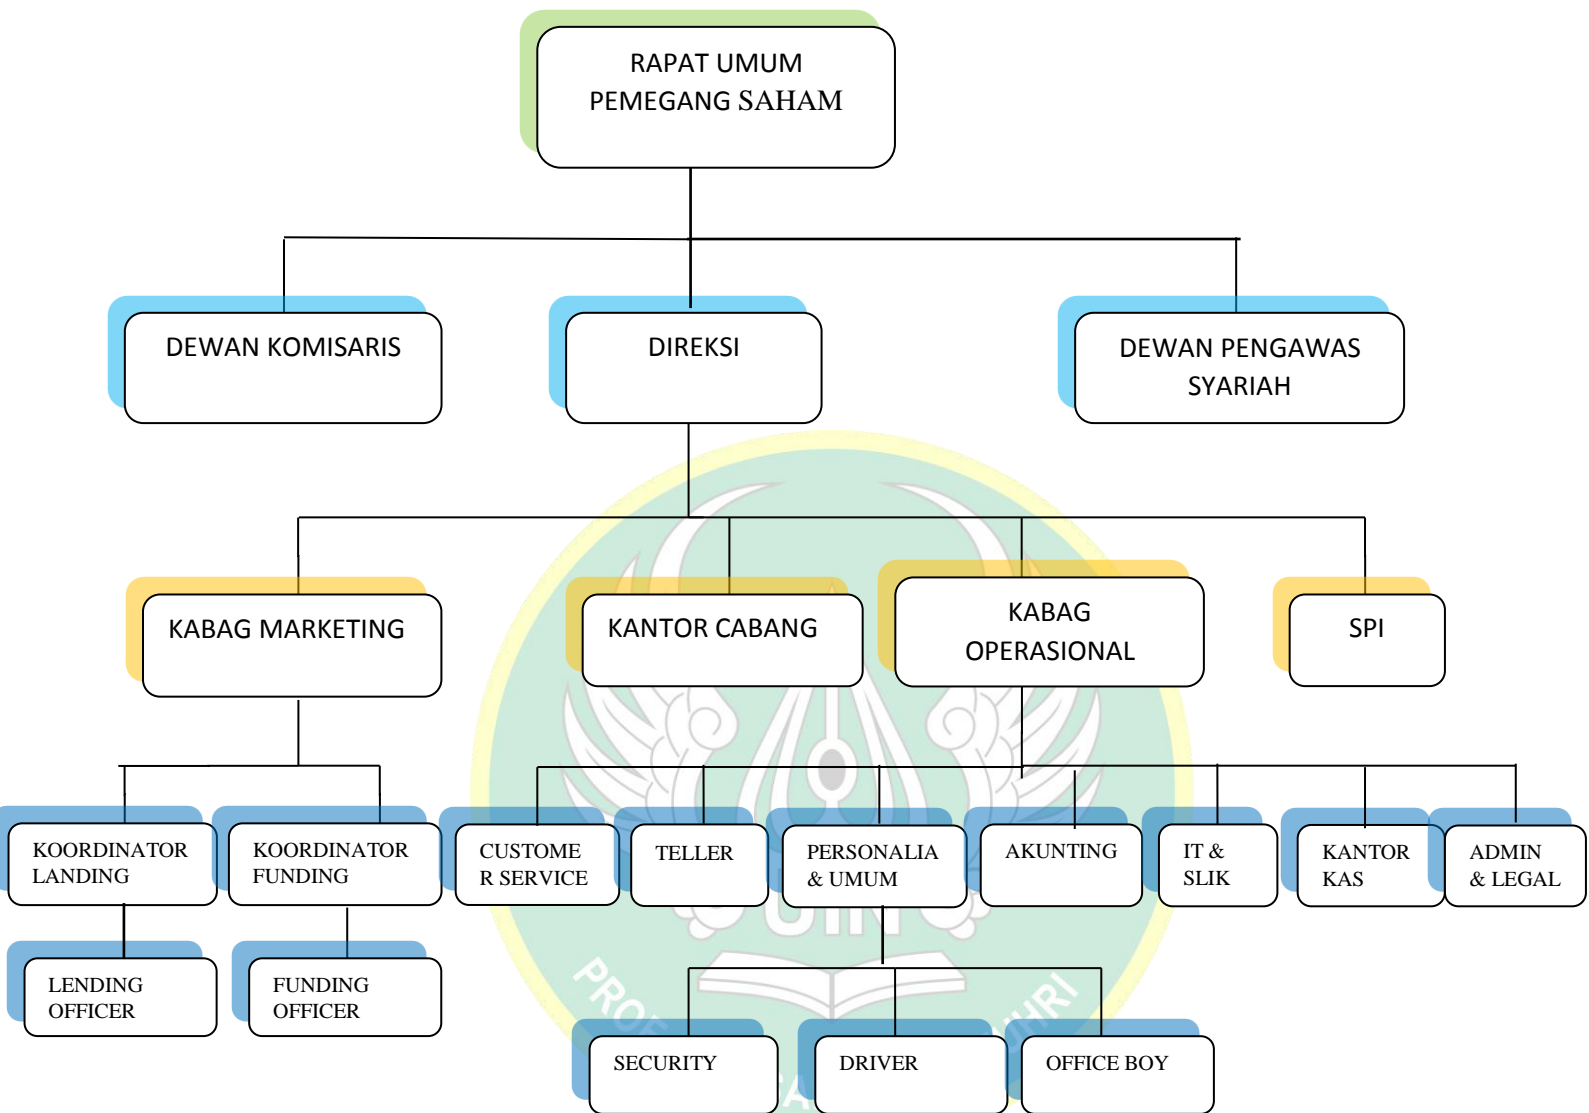 RAPAT UMUM
PEMEGANG SAHAM
DEWAN KOMISARIS
DIREKSI
DEWAN PENGAWAS
SYARIAH
KABAG MARKETING
KANTOR CABANG
KABAG
OPERASIONAL
SPI
KOORDINATOR
LANDING
KOORDINATOR
FUNDING
CUSTOME
R SERVICE
TELLER
PERSONALIA
& UMUM
AKUNTING
IT &
SLIK
KANTOR
KAS
ADMIN
& LEGAL
LENDING
OFFICER
FUNDING
OFFICER
SECURITY
DRIVER
OFFICE BOY
UIN